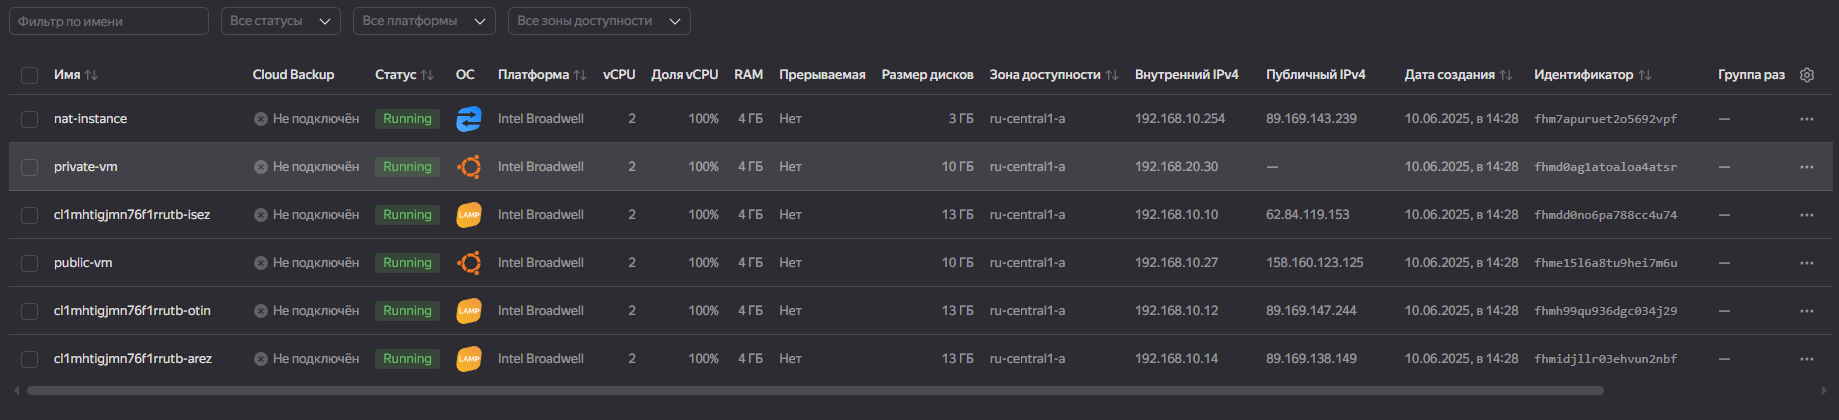 Фильтр по имени Все статусы Все платформы Все зоны доступности
Имя Cloud Backup Статус ОС Платформа vCPU Доля vCPU RAM Прерываемая Размер дисков Зона доступности Внутренний IPv4 Публичный IPv4 Дата создания Идентификатор Группа раз
nat-instance Не подключён Running Intel Broadwell 2 100% 4 ГБ Нет 3 ГБ ru-central1-a 192.168.10.254 89.169.143.239 10.06.2025, в 14:28 fhm7apuruet2o5692vpf —
private-vm Не подключён Running Intel Broadwell 2 100% 4 ГБ Нет 10 ГБ ru-central1-a 192.168.20.30 — 10.06.2025, в 14:28 fhmd0ag1atoaloa4atsr —
cl1mhtigjmn76f1rrutb-isez Не подключён Running LAMP Intel Broadwell 2 100% 4 ГБ Нет 13 ГБ ru-central1-a 192.168.10.10 62.84.119.153 10.06.2025, в 14:28 fhmdd0no6pa788cc4u74 —
public-vm Не подключён Running Intel Broadwell 2 100% 4 ГБ Нет 10 ГБ ru-central1-a 192.168.10.27 158.160.123.125 10.06.2025, в 14:28 fhme15l6a8tu9hei7m6u —
cl1mhtigjmn76f1rrutb-otin Не подключён Running LAMP Intel Broadwell 2 100% 4 ГБ Нет 13 ГБ ru-central1-a 192.168.10.12 89.169.147.244 10.06.2025, в 14:28 fhmh99qu936dgc034j29 —
cl1mhtigjmn76f1rrutb-arez Не подключён Running LAMP Intel Broadwell 2 100% 4 ГБ Нет 13 ГБ ru-central1-a 192.168.10.14 89.169.138.149 10.06.2025, в 14:28 fhmidjllr03ehvun2nbf —